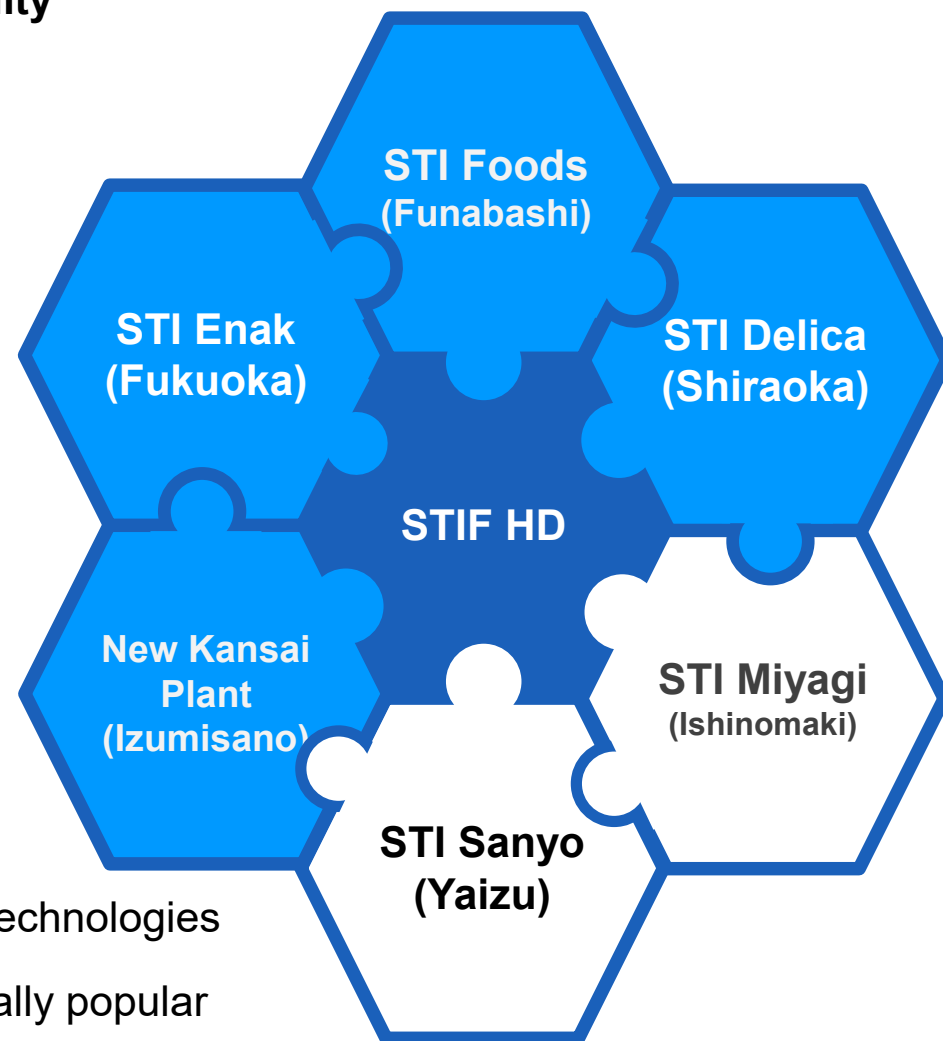 STI Foods
(Funabashi)
STI Enak
(Fukuoka)
STI Delica
(Shiraoka)
STIF HD
New Kansai
Plant
(Izumisano)
STI Miyagi
(Ishinomaki)
STI Sanyo
(Yaizu)
echnologies
ally popular